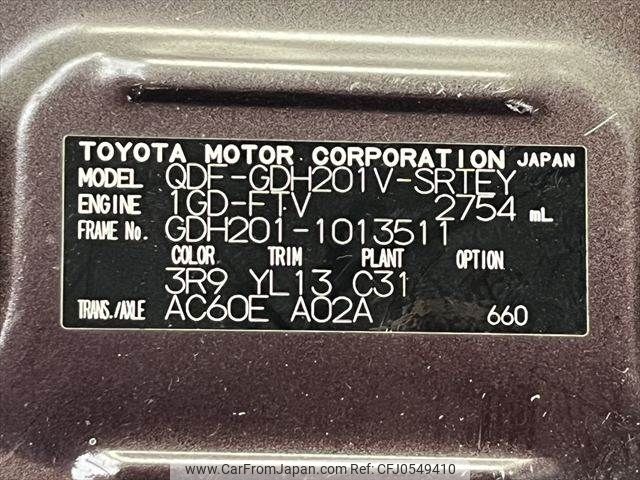 TOYOTA MOTOR CORPORATION JAPAN
MODEL QDF-GDH201V-SRTEY
ENGINE 1GD-FTV 2754 mL
FRAME No. GDH201-1013511
COLOR TRIM PLANT OPTION
3R9 YL13 C31
TRANS./AXLE AC60E A02A 660
www.CarFromJapan.com | CFJ0549410